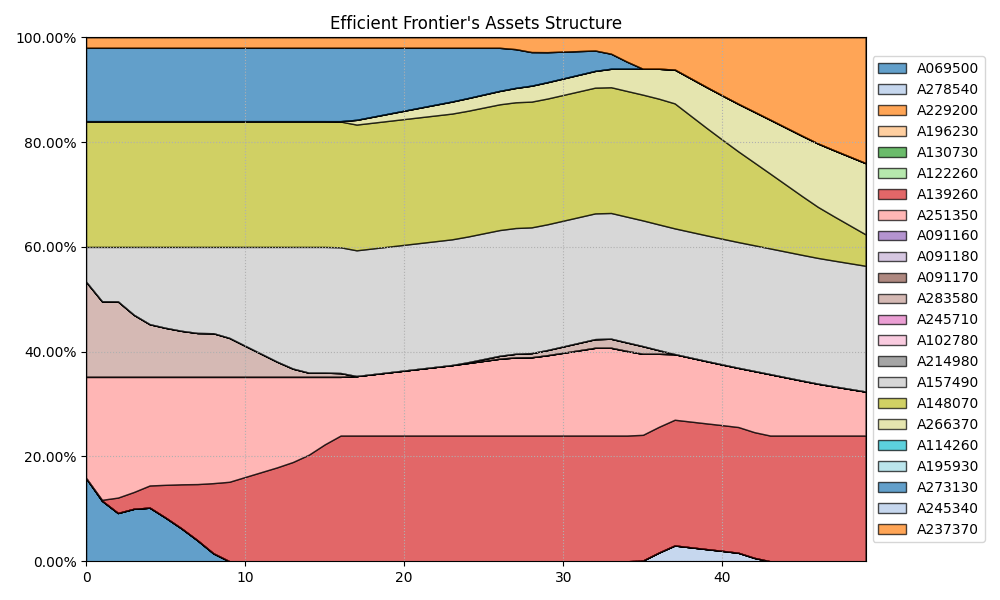 Efficient Frontier's Assets Structure
100.00%
80.00%
60.00%
40.00%
20.00%
0.00%
0 10 20 30 40
A069500
A278540
A229200
A196230
A130730
A122260
A139260
A251350
A091160
A091180
A091170
A283580
A245710
A102780
A214980
A157490
A148070
A266370
A114260
A195930
A273130
A245340
A237370